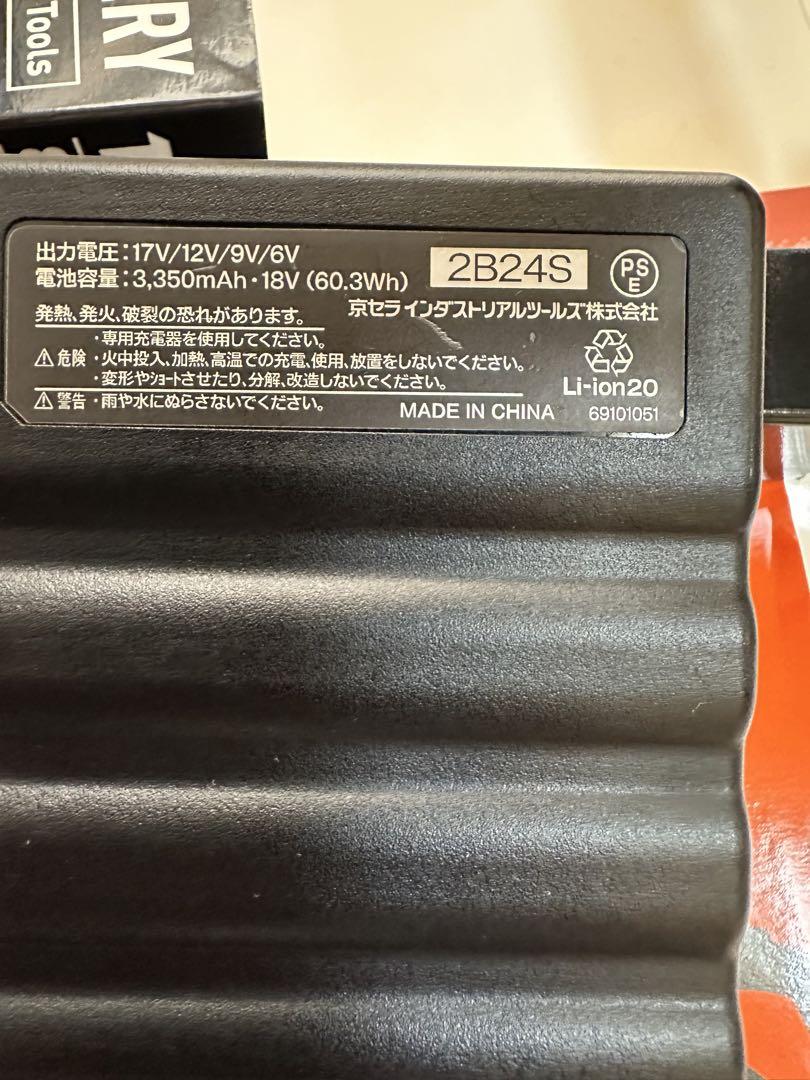 RY
Tools
出力電圧:17V/12V/9V/6V
電池容量:3,350mAh・18V (60.3Wh)
2B24S
PS
E
京セラインダストリアルツールズ株式会社
発熱、発火、破裂の恐れがあります。
・専用充電器を使用してください。
⚠危険・火中投入、加熱、高温での充電、使用、放置をしないでください。
・変形やショートさせたり、分解、改造しないでください。
⚠警告・雨や水にぬらさないでください。
Li-ion20
MADE IN CHINA
69101051